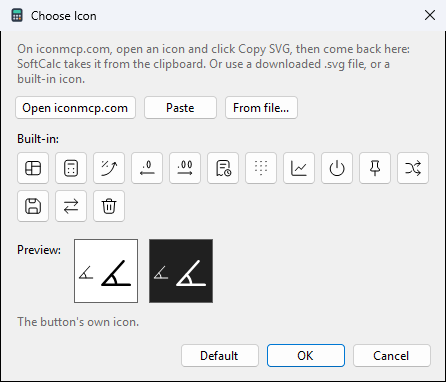 Choose Icon
On iconmcp.com, open an icon and click Copy SVG, then come back here:
SoftCalc takes it from the clipboard. Or use a downloaded .svg file, or a
built-in icon.
Open iconmcp.com Paste From file...
Built-in:
.0 .00
Preview:
The button's own icon.
Default OK Cancel